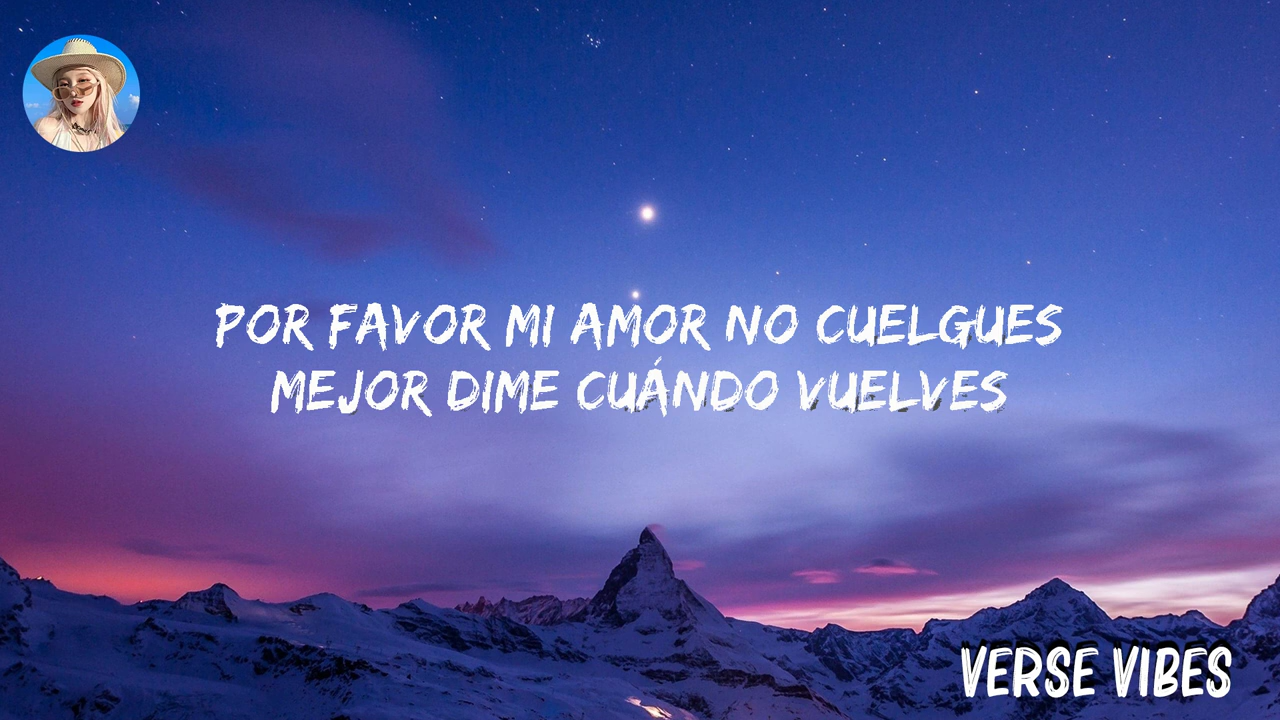 POR FAVOR MI AMOR NO CUELGUES
MEJOR DIME CUÁNDO VUELVES
VERSE VIBES